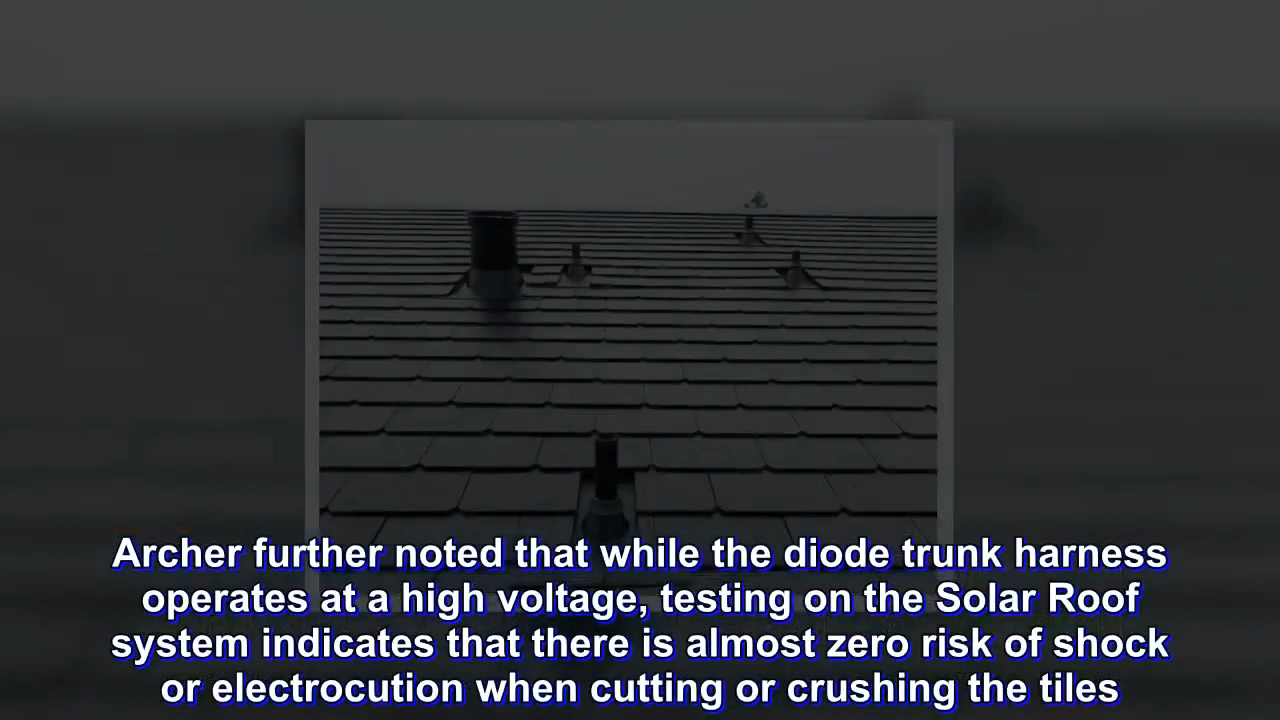 Archer further noted that while the diode trunk harness
operates at a high voltage, testing on the Solar Roof
system indicates that there is almost zero risk of shock
or electrocution when cutting or crushing the tiles